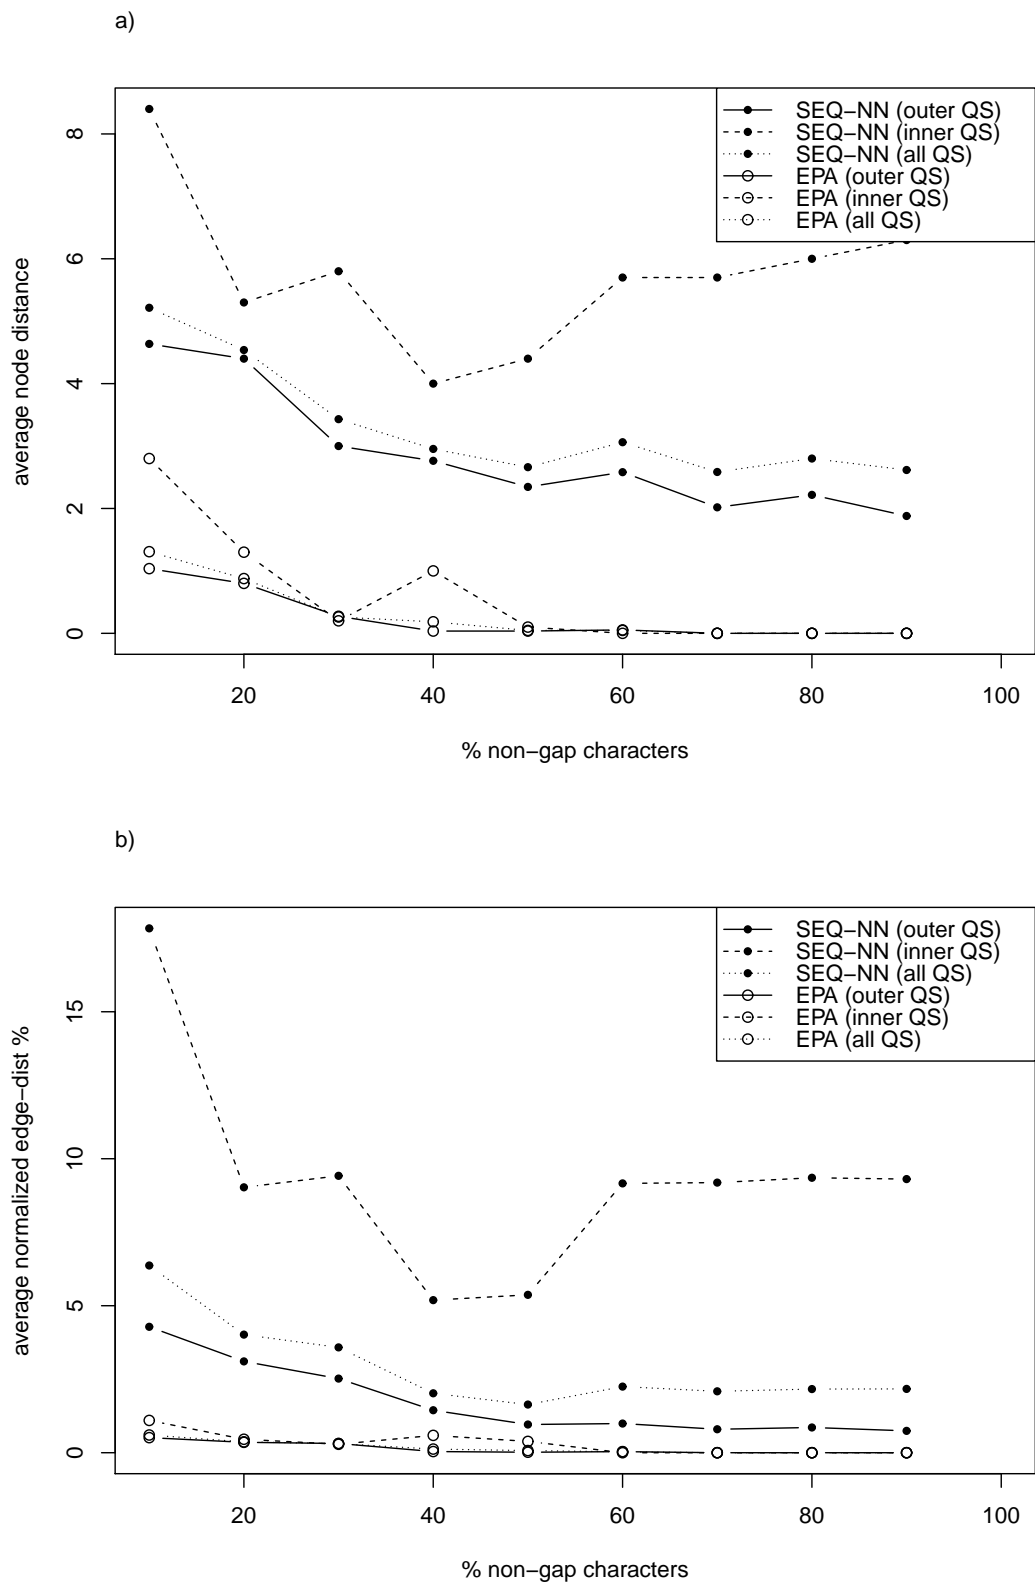 a)
8
6
4
2
0
average node distance
SEQ−NN (outer QS)
SEQ−NN (inner QS)
SEQ−NN (all QS)
EPA (outer QS)
EPA (inner QS)
EPA (all QS)
20 40 60 80 100
% non−gap characters
b)
15
10
5
0
average normalized edge−dist %
SEQ−NN (outer QS)
SEQ−NN (inner QS)
SEQ−NN (all QS)
EPA (outer QS)
EPA (inner QS)
EPA (all QS)
20 40 60 80 100
% non−gap characters